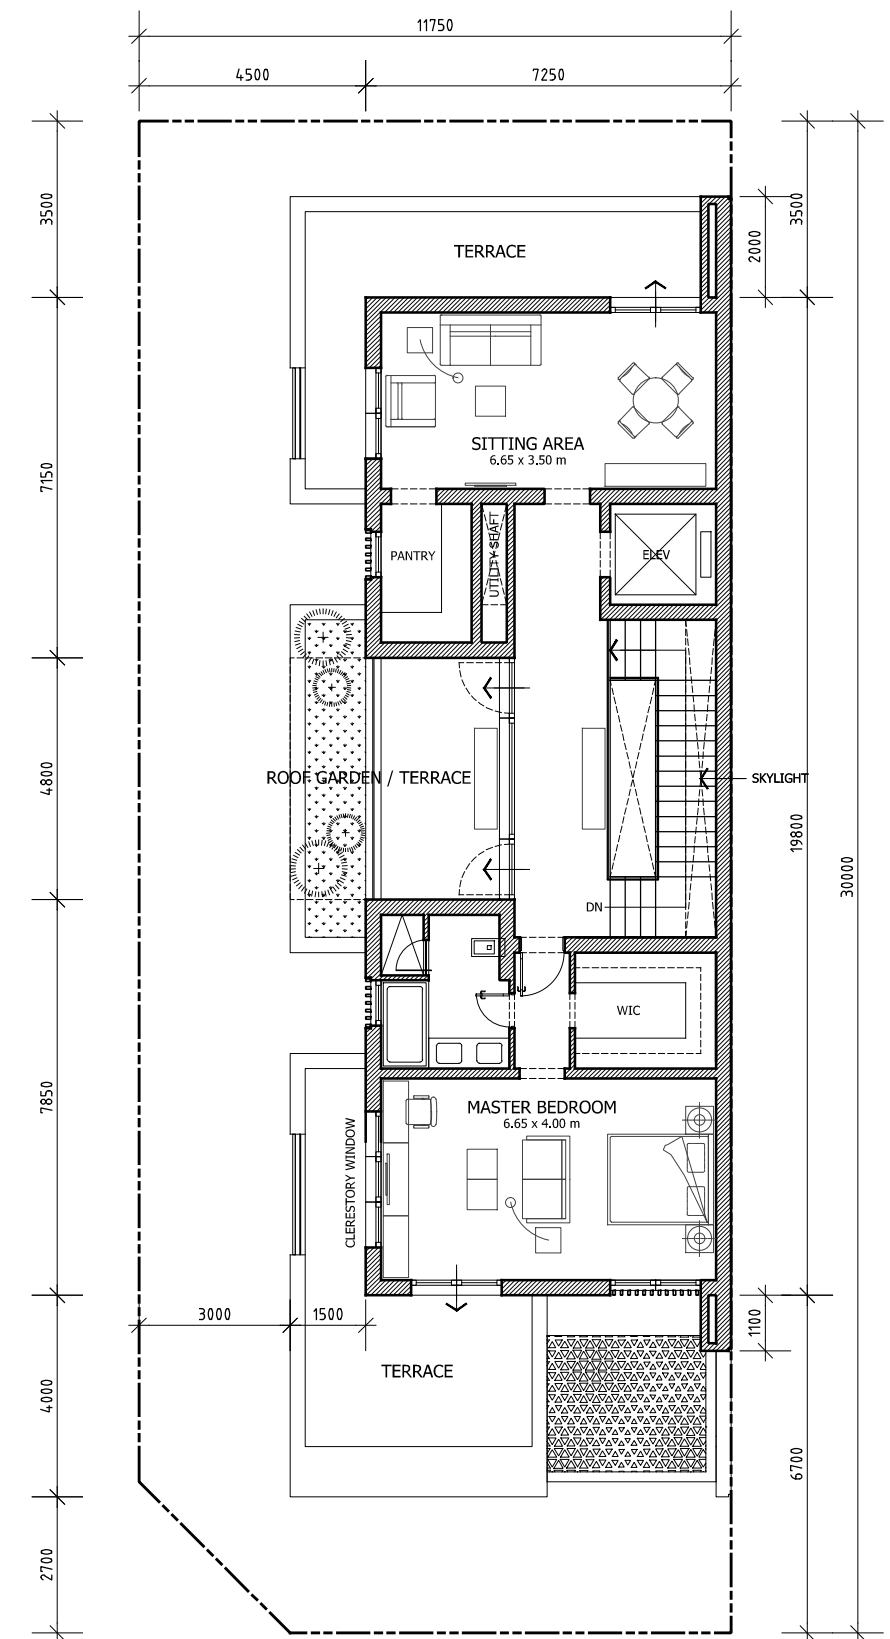 11750
4500
7250
3500
3500
2000
TERRACE
SITTING AREA
6.65 x 3.50 m
7150
PANTRY
UTILITY SHAFT
ELEV
4800
ROOF GARDEN / TERRACE
SKYLIGHT
19800
30000
DN
WIC
7850
MASTER BEDROOM
6.65 x 4.00 m
CLERESTORY WINDOW
3000
1500
1100
TERRACE
4000
6700
2700